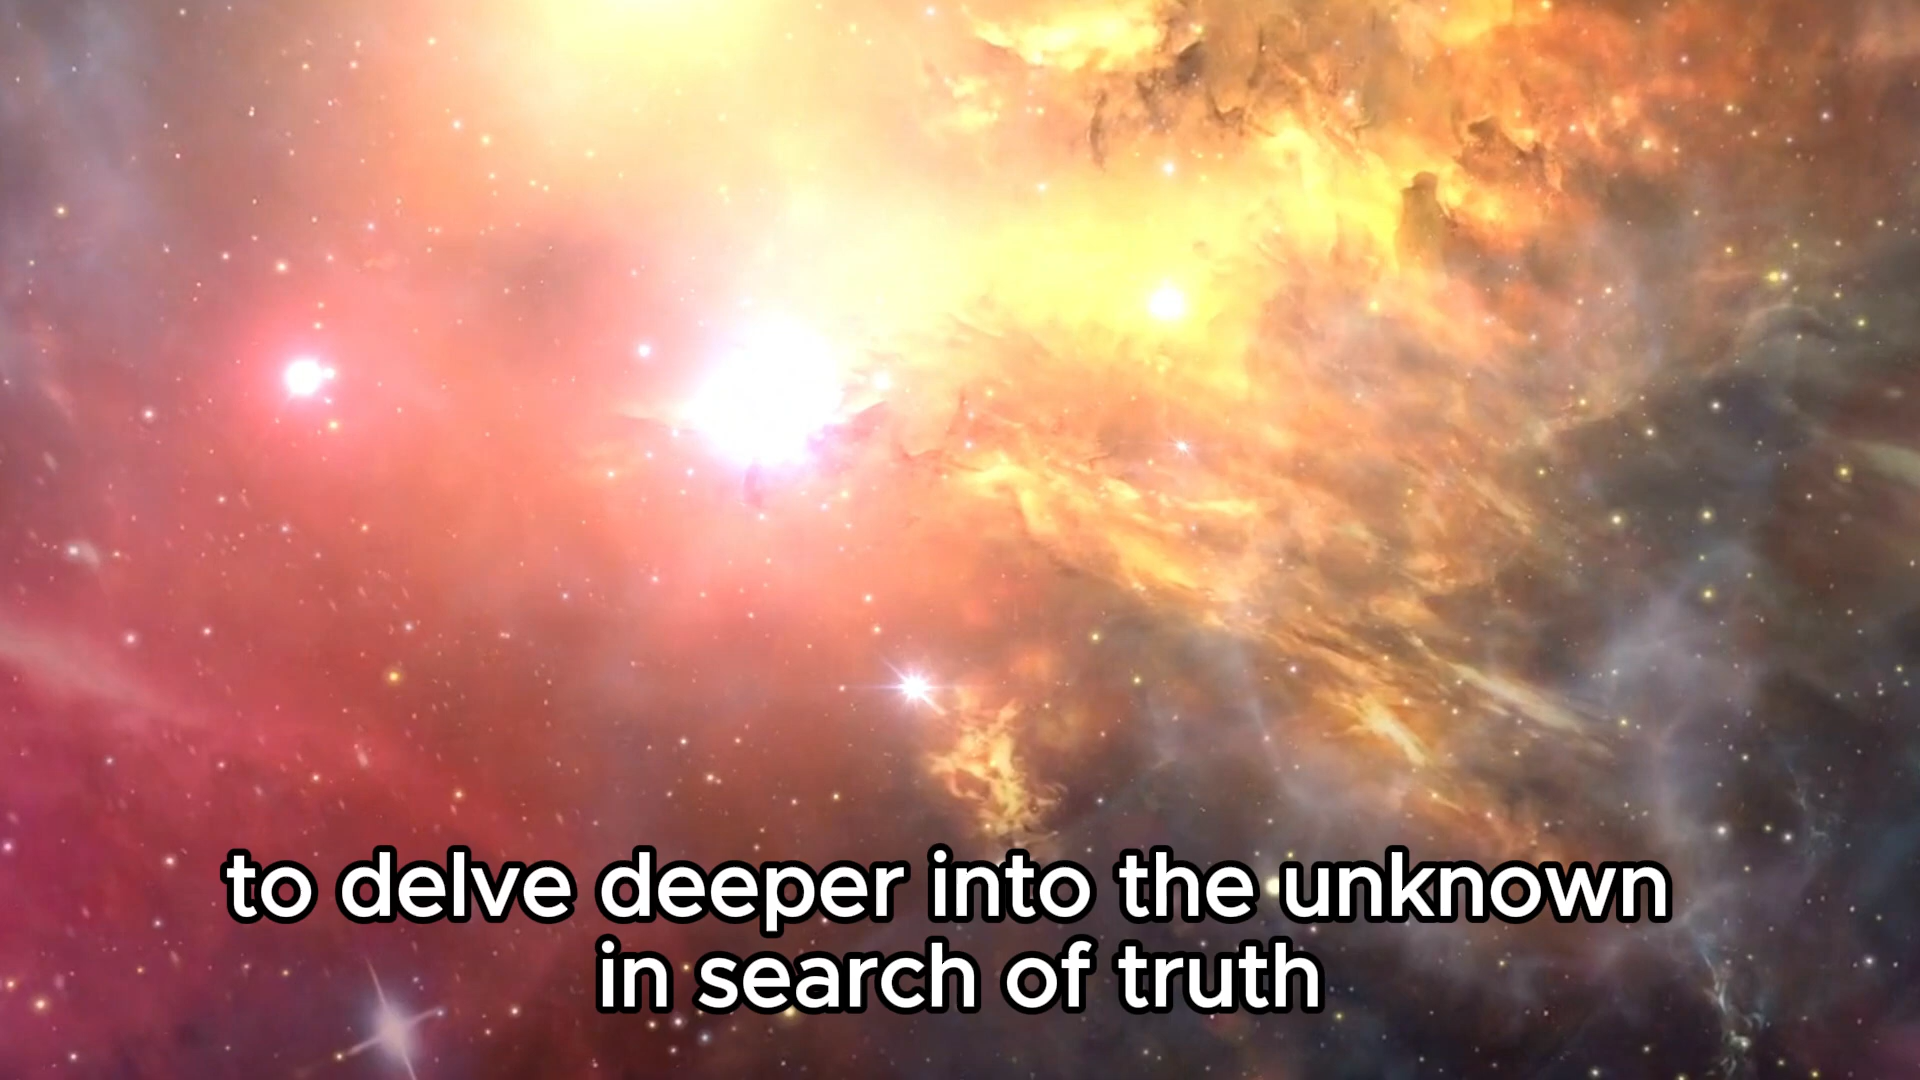 to delve deeper into the unknown
in search of truth